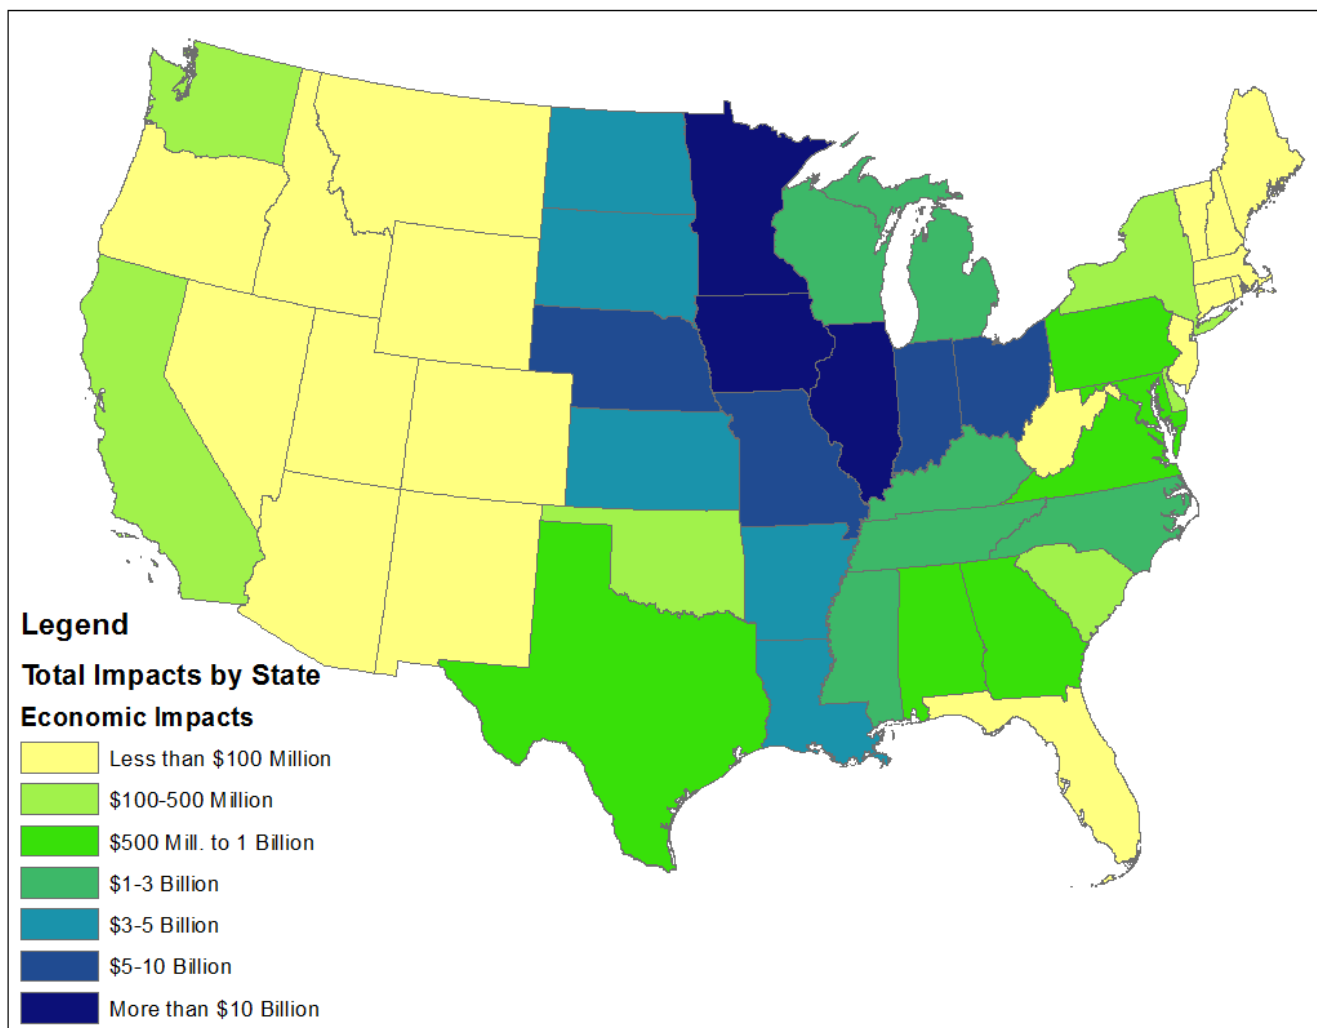 Legend
Total Impacts by State
Economic Impacts
Less than $100 Million
$100-500 Million
$500 Mill. to 1 Billion
$1-3 Billion
$3-5 Billion
$5-10 Billion
More than $10 Billion